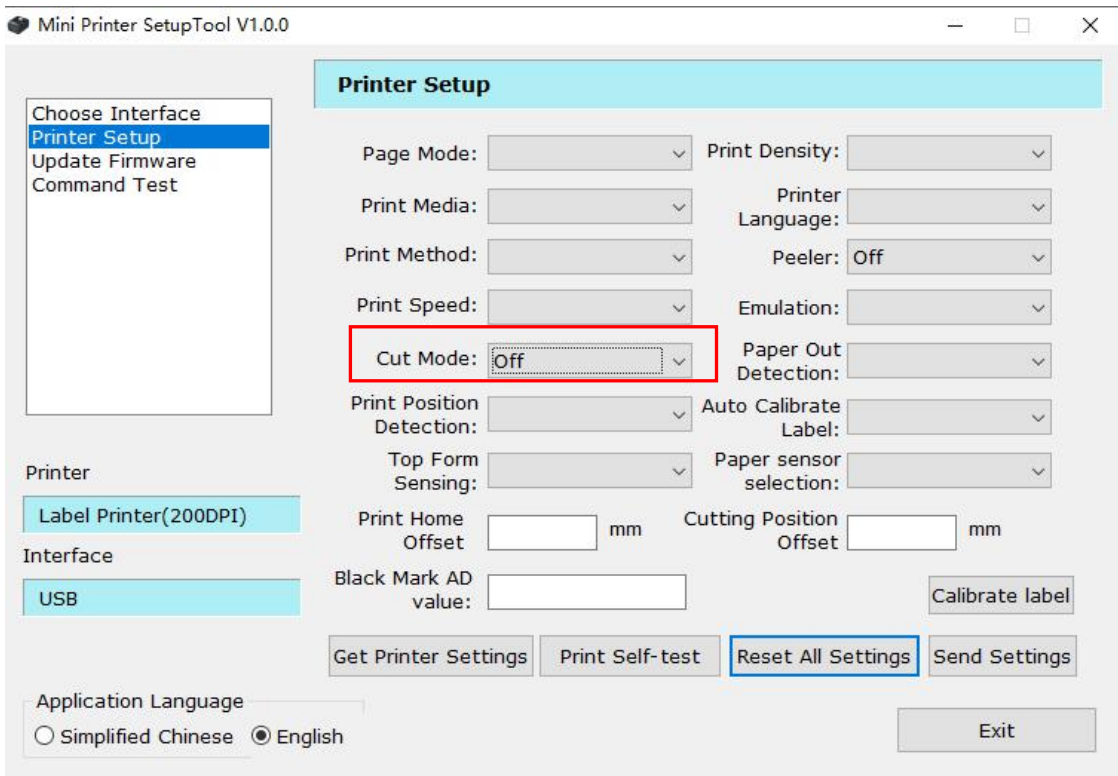 Mini Printer SetupTool V1.0.0
Printer Setup
Choose Interface
Printer Setup
Update Firmware
Command Test
Page Mode:
Print Density:
Print Media:
Printer
Language:
Print Method:
Peeler: Off
Print Speed:
Emulation:
Cut Mode: Off
Paper Out
Detection:
Print Position
Detection:
Auto Calibrate
Label:
Top Form
Sensing:
Paper sensor
selection:
Print Home
Offset
mm
Cutting Position
Offset
mm
Black Mark AD
value:
Calibrate label
Get Printer Settings
Print Self-test
Reset All Settings
Send Settings
Printer
Label Printer(200DPI)
Interface
USB
Application Language
Simplified Chinese
English
Exit